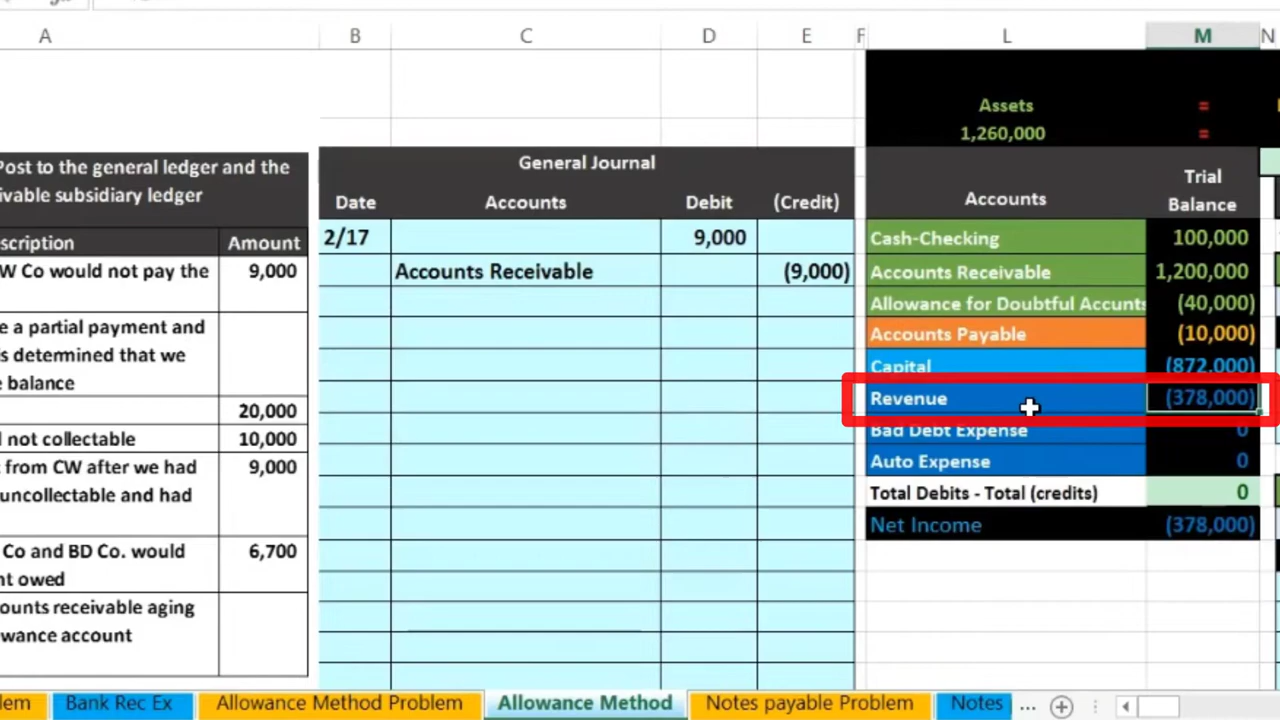 A B C D E F L M N
Assets =
1,260,000 =
Post to the general ledger and the
ivable subsidiary ledger
scription Amount
W Co would not pay the 9,000
e a partial payment and
is determined that we
e balance
20,000
d not collectable 10,000
t from CW after we had 9,000
uncollectable and had
Co and BD Co. would 6,700
nt owed
ounts receivable aging
wance account
General Journal
Date Accounts Debit (Credit)
2/17 9,000
Accounts Receivable (9,000)
Accounts Trial
Balance
Cash-Checking 100,000
Accounts Receivable 1,200,000
Allowance for Doubtful Accunts (40,000)
Accounts Payable (10,000)
Capital (872,000)
Revenue (378,000)
Bad Debt Expense 0
Auto Expense 0
Total Debits - Total (credits) 0
Net Income (378,000)
lem Bank Rec Ex Allowance Method Problem Allowance Method Notes payable Problem Notes ...